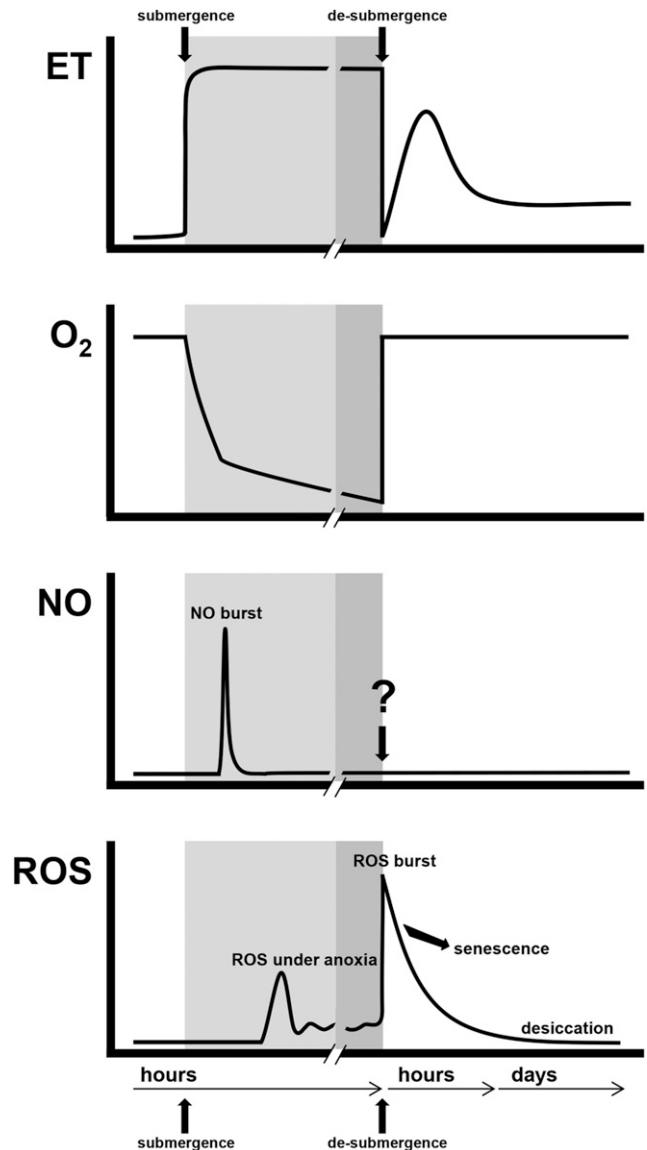 submergence de-submergence
ET
O₂
NO
NO burst
?
ROS
ROS burst
senescence
ROS under anoxia
desiccation
hours hours days
submergence de-submergence